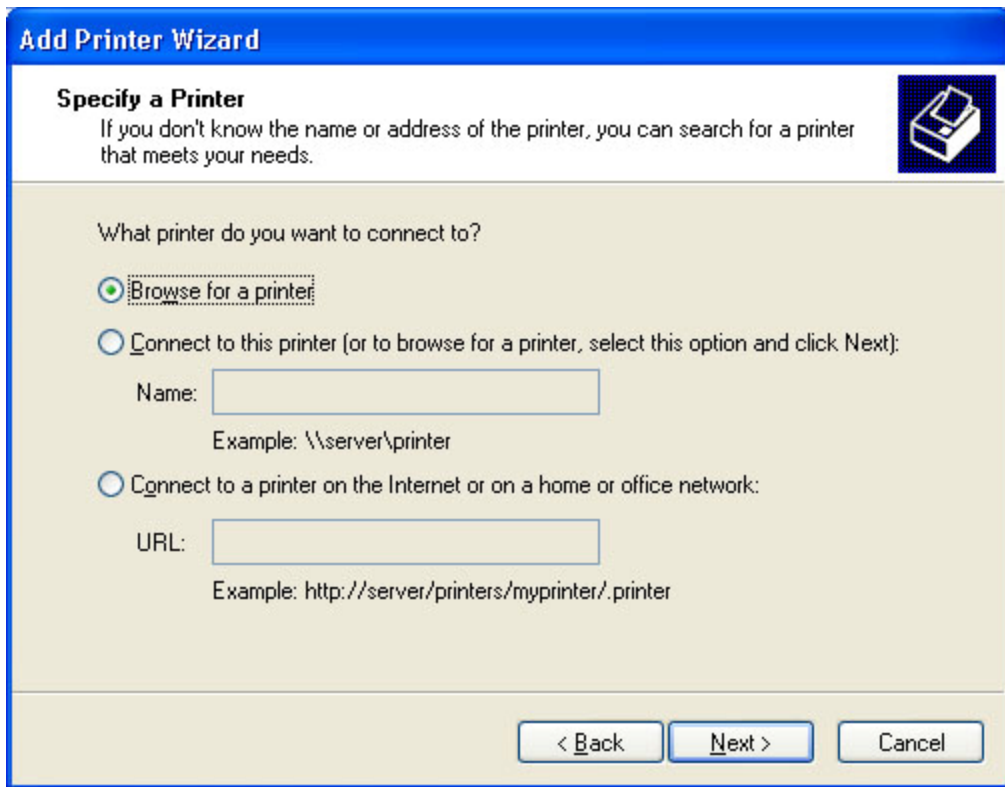 Add Printer Wizard
Specify a Printer
If you don't know the name or address of the printer, you can search for a printer
that meets your needs.
What printer do you want to connect to?
Browse for a printer
Connect to this printer (or to browse for a printer, select this option and click Next):
Name:
Example: \\server\printer
Connect to a printer on the Internet or on a home or office network:
URL:
Example: http://server/printers/myprinter/.printer
< Back Next > Cancel